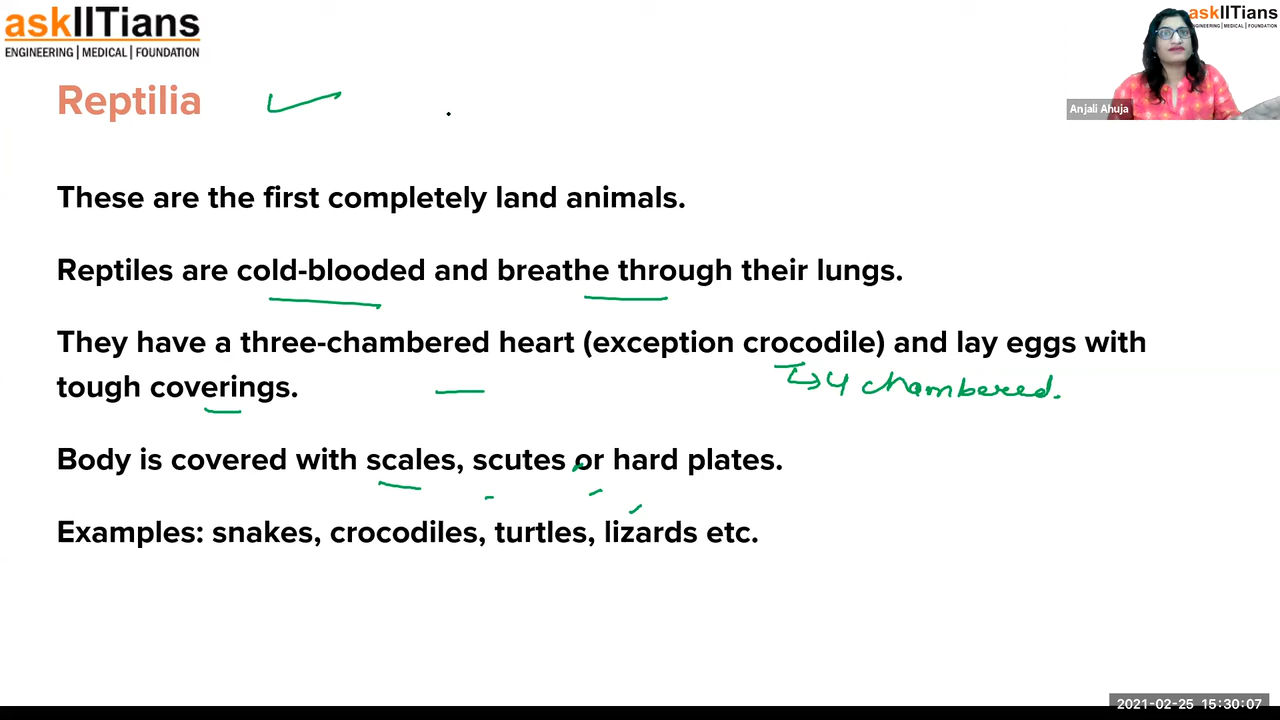 askIITians
ENGINEERING | MEDICAL | FOUNDATION
askIITians
ENGINEERING | MEDICAL | FOUNDATION
Anjali Ahuja
Reptilia
These are the first completely land animals.
Reptiles are cold-blooded and breathe through their lungs.
They have a three-chambered heart (exception crocodile) and lay eggs with
tough coverings.
4 chambered.
Body is covered with scales, scutes or hard plates.
Examples: snakes, crocodiles, turtles, lizards etc.
2021-02-25 15:30:07